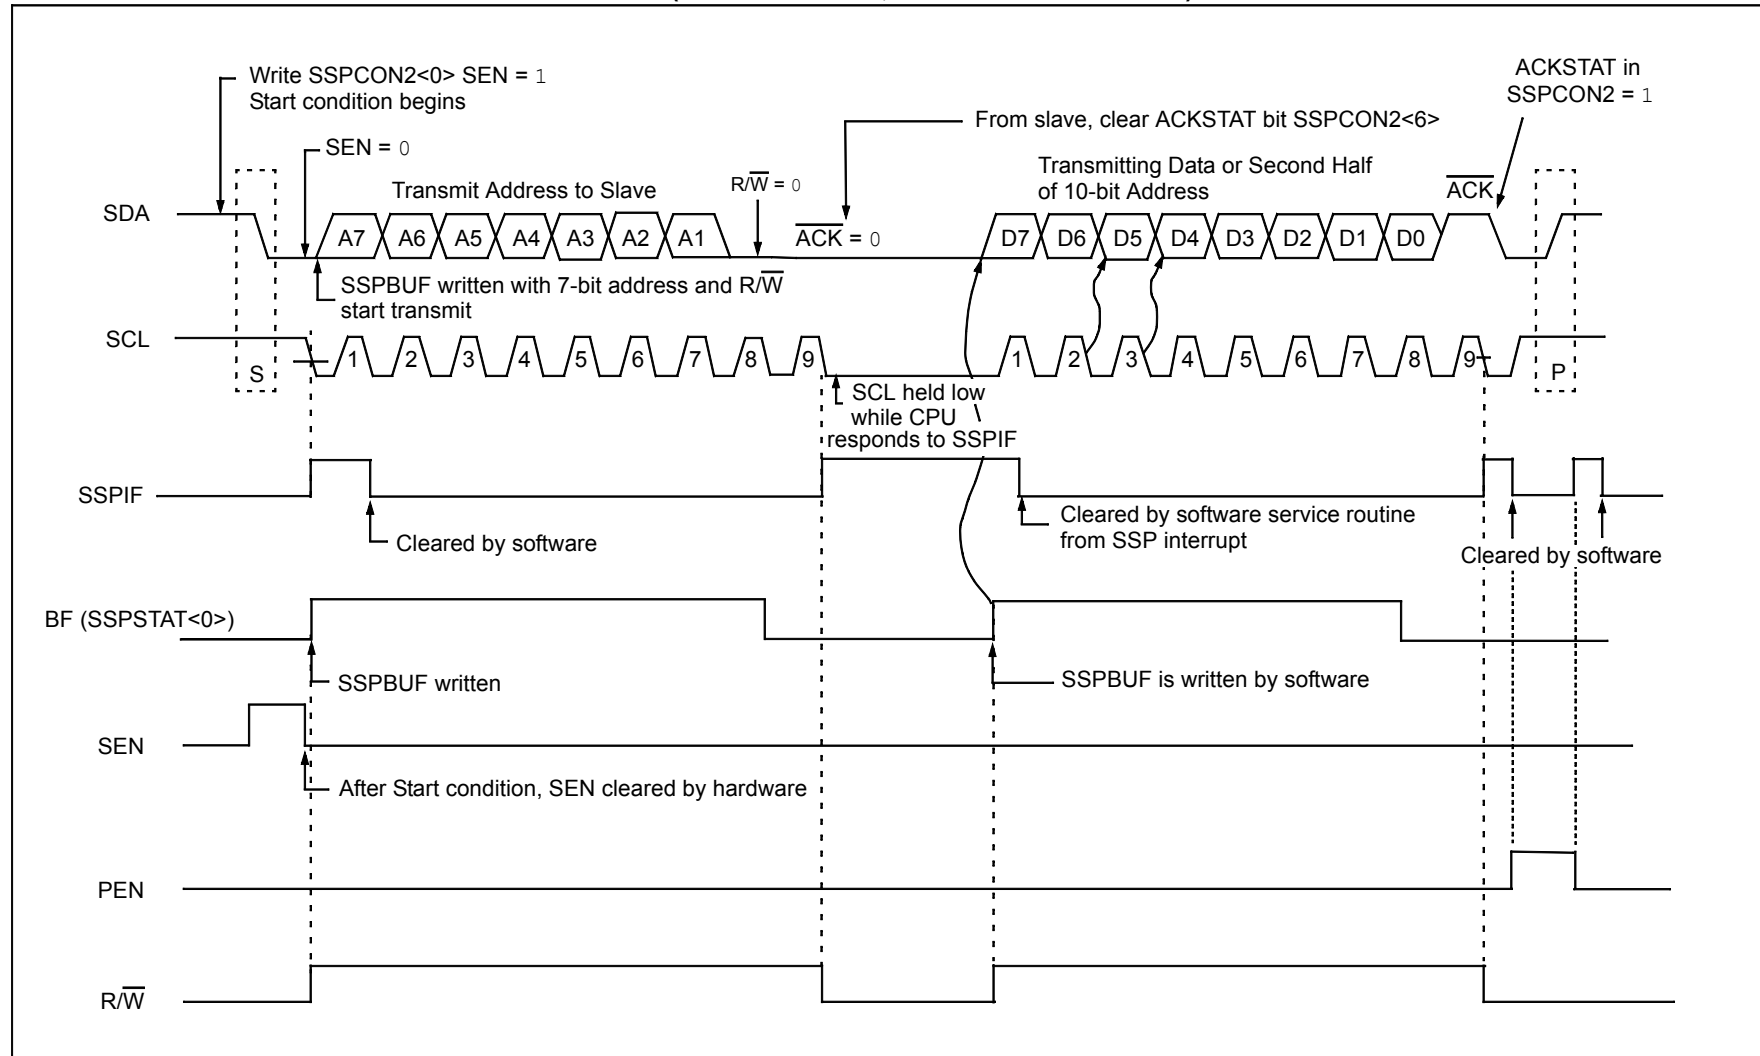 Write SSPCON2<0> SEN = 1
Start condition begins
ACKSTAT in
SSPCON2 = 1
From slave, clear ACKSTAT bit SSPCON2<6>
SEN = 0
Transmit Address to Slave
R/W̅ = 0
Transmitting Data or Second Half
of 10-bit Address
A̅C̅K̅
SDA
A7 A6 A5 A4 A3 A2 A1
A̅C̅K̅ = 0
D7 D6 D5 D4 D3 D2 D1 D0
SSPBUF written with 7-bit address and R/W̅
start transmit
SCL
S
1 2 3 4 5 6 7 8 9
1 2 3 4 5 6 7 8 9
P
SCL held low
while CPU
responds to SSPIF
SSPIF
Cleared by software
Cleared by software service routine
from SSP interrupt
Cleared by software
BF (SSPSTAT<0>)
SSPBUF written
SSPBUF is written by software
SEN
After Start condition, SEN cleared by hardware
PEN
R/W̅